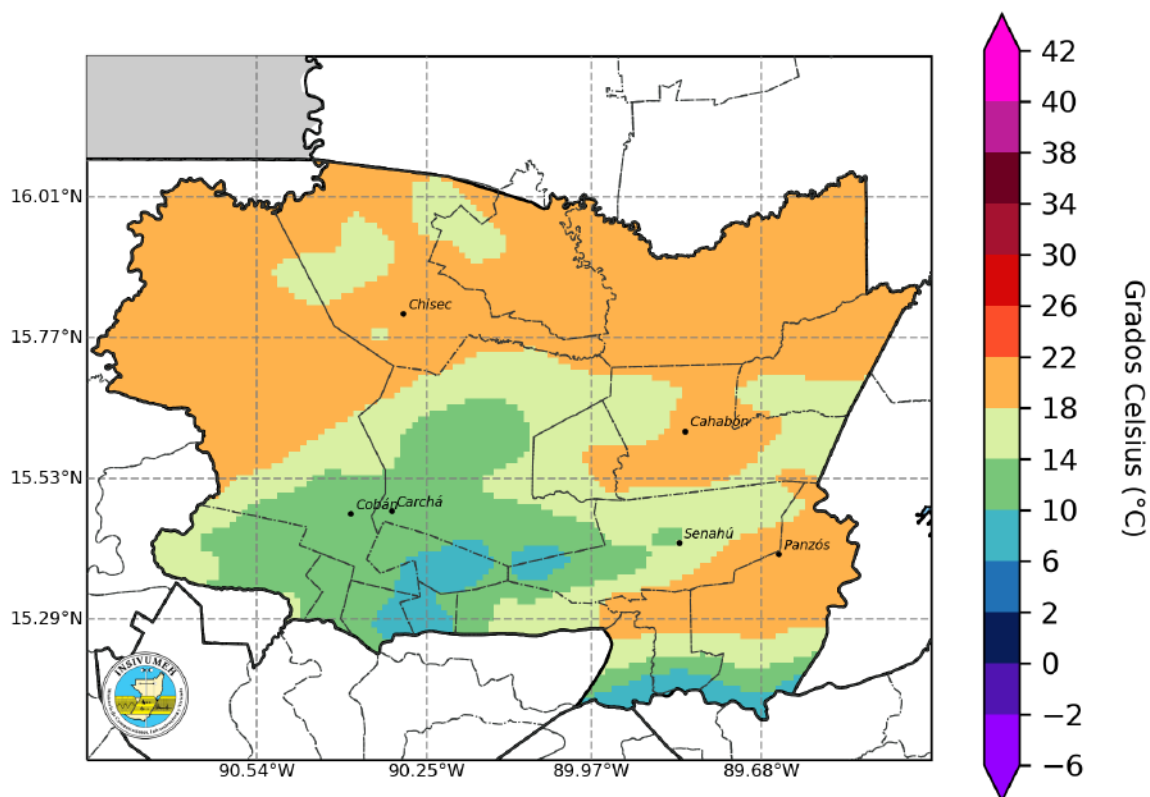 42
40
38
34
30
26
22
18
14
10
6
2
0
−2
−6
Grados Celsius (°C)
16.01°N
15.77°N
15.53°N
15.29°N
90.54°W
90.25°W
89.97°W
89.68°W
Chisec
Cahabón
Cobán
Carchá
Senahú
Panzós
INSIVUMEH